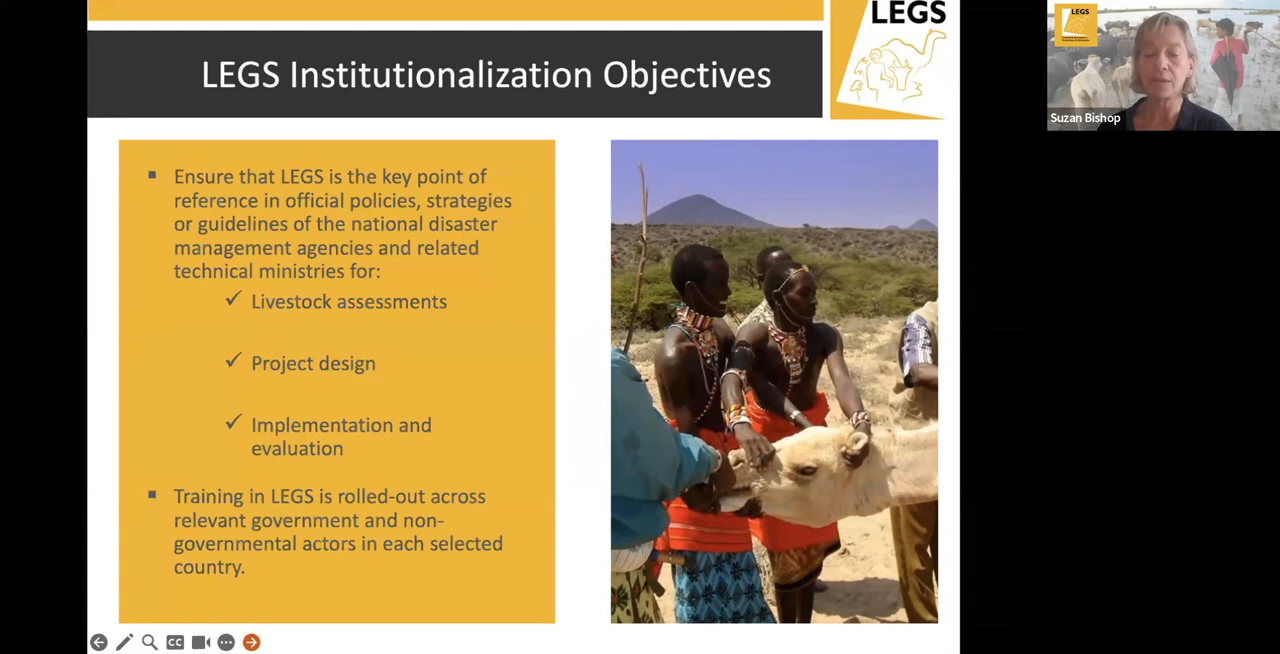 LEGS
LEGS Institutionalization Objectives
Ensure that LEGS is the key point of
reference in official policies, strategies
or guidelines of the national disaster
management agencies and related
technical ministries for:
✓ Livestock assessments
✓ Project design
✓ Implementation and
evaluation
Training in LEGS is rolled-out across
relevant government and non-
governmental actors in each selected
country.
CC
LEGS
Suzan Bishop